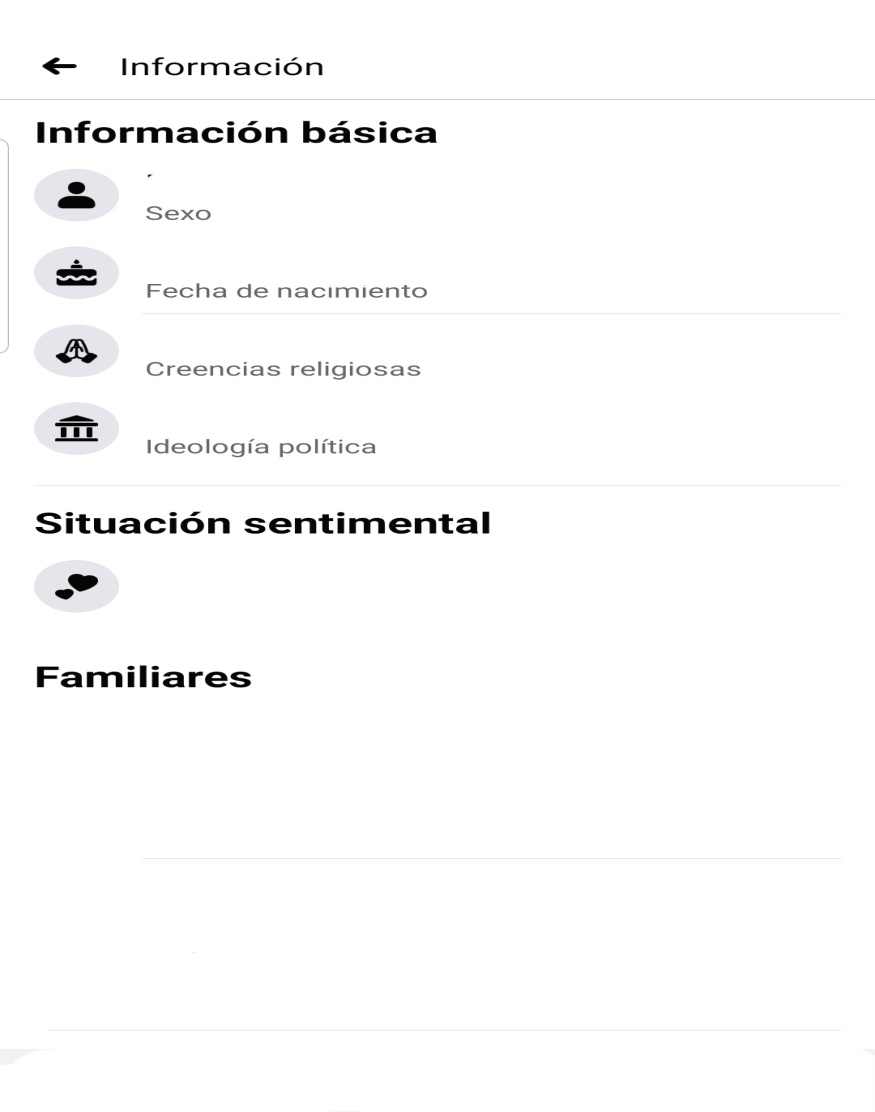 Información
Información básica
Sexo
Fecha de nacimiento
Creencias religiosas
Ideología política
Situación sentimental
Familiares